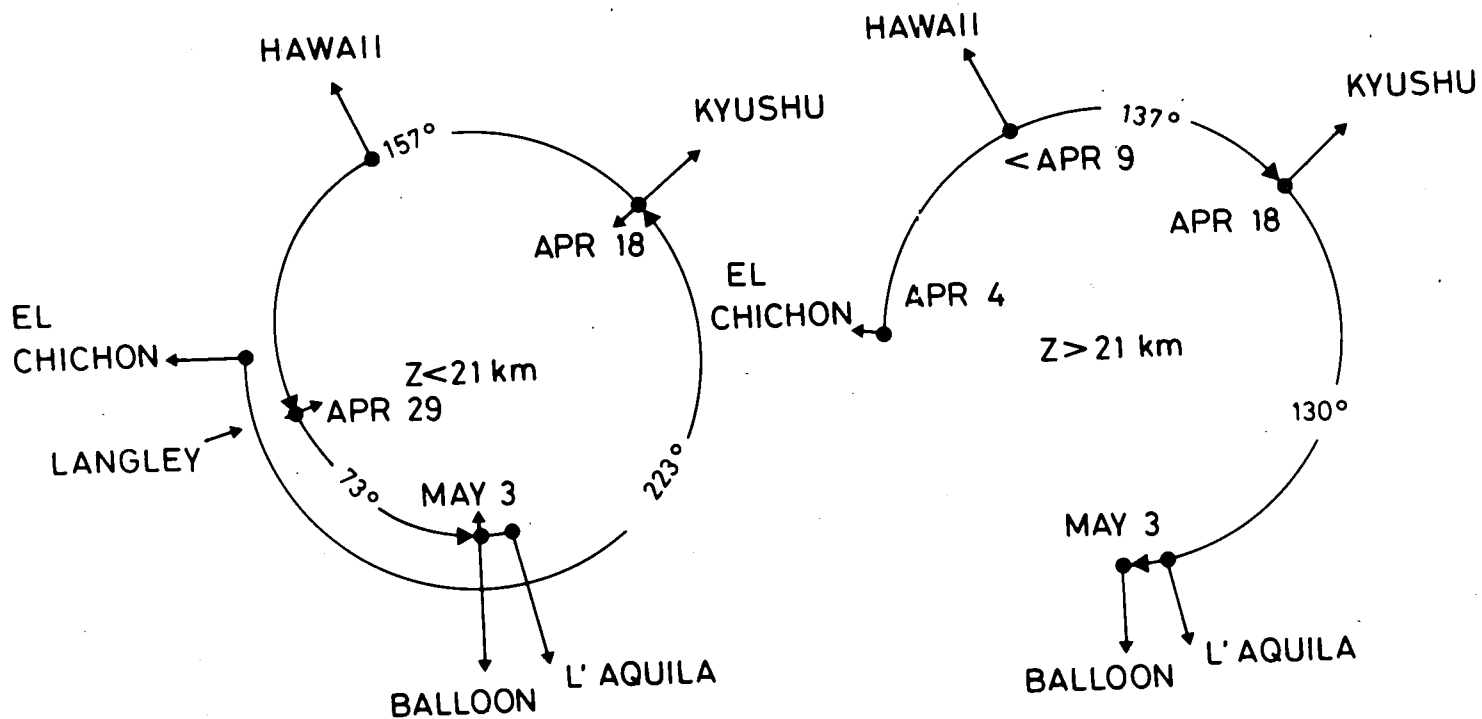 HAWAII
157°
KYUSHU
APR 18
EL
CHICHON
Z<21 km
APR 29
LANGLEY
73°
MAY 3
223°
BALLOON
L' AQUILA
HAWAII
137°
KYUSHU
<APR 9
APR 18
EL
CHICHON
APR 4
Z>21 km
130°
MAY 3
BALLOON
L' AQUILA